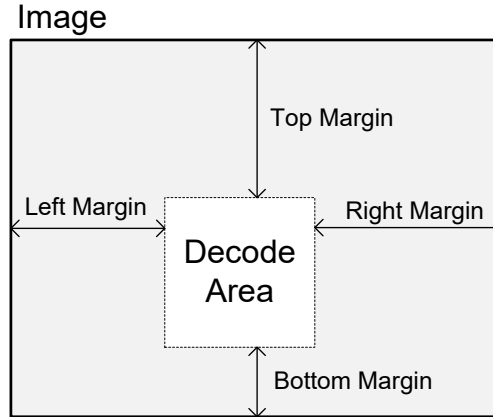 Image
Top Margin
Left Margin
Right Margin
Decode
Area
Bottom Margin